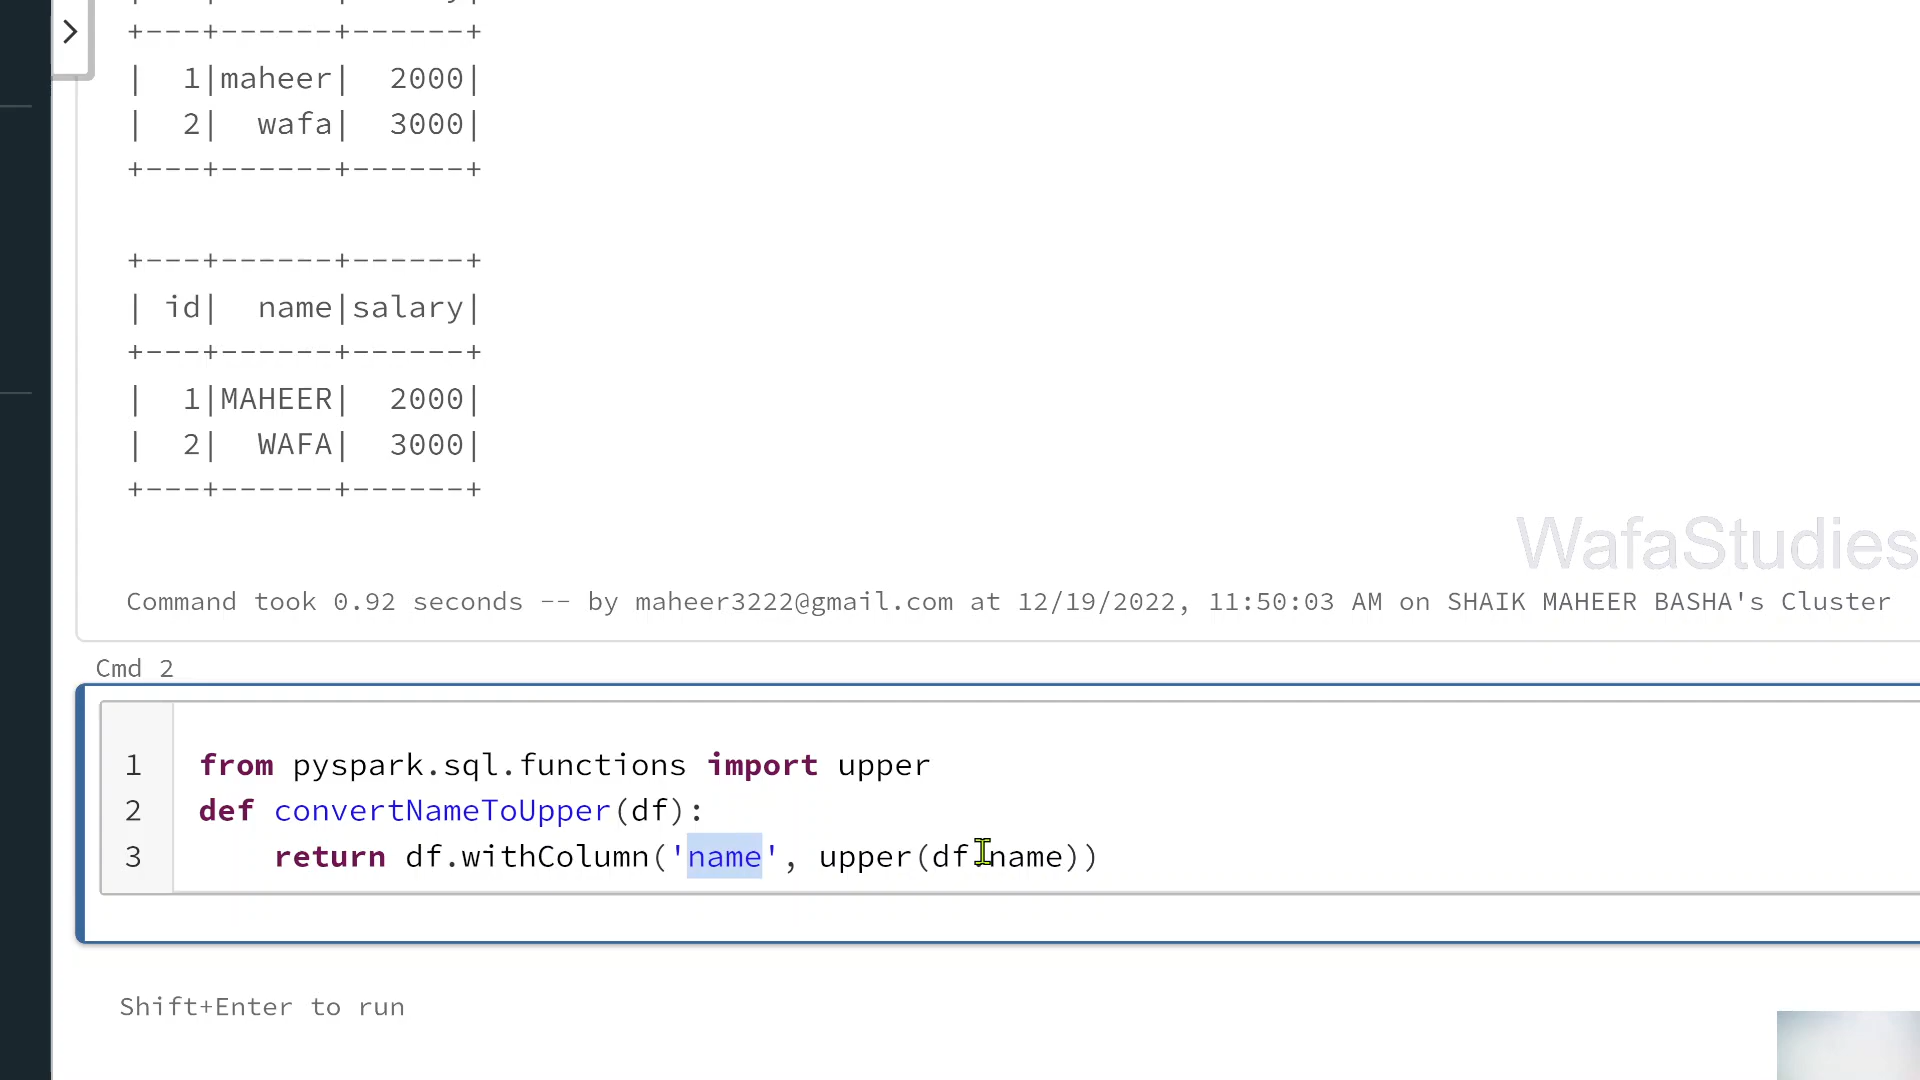 +---+------+------+
|  1|maheer|  2000|
|  2|  wafa|  3000|
+---+------+------+
+---+------+------+
| id|  name|salary|
+---+------+------+
|  1|MAHEER|  2000|
|  2|  WAFA|  3000|
+---+------+------+
WafaStudies
Command took 0.92 seconds -- by maheer3222@gmail.com at 12/19/2022, 11:50:03 AM on SHAIK MAHEER BASHA's Cluster
Cmd 2
1 from pyspark.sql.functions import upper
2 def convertNameToUpper(df):
3     return df.withColumn('name', upper(df.name))
Shift+Enter to run